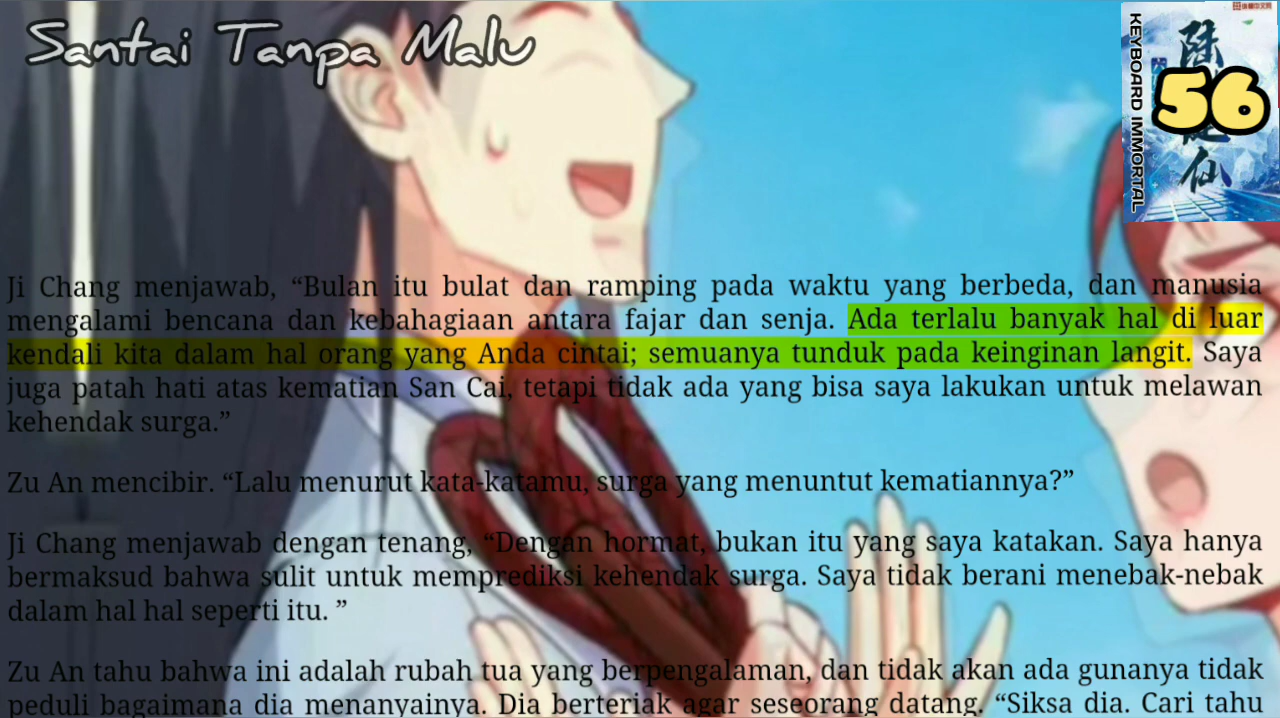 Santai Tanpa Malu
KEYBOARD IMMORTAL
56
陆
仙
Ji Chang menjawab, “Bulan itu bulat dan ramping pada waktu yang berbeda, dan manusia
mengalami bencana dan kebahagiaan antara fajar dan senja. Ada terlalu banyak hal di luar
kendali kita dalam hal orang yang Anda cintai; semuanya tunduk pada keinginan langit. Saya
juga patah hati atas kematian San Cai, tetapi tidak ada yang bisa saya lakukan untuk melawan
kehendak surga.”
Zu An mencibir. “Lalu menurut kata-katamu, surga yang menuntut kematiannya?”
Ji Chang menjawab dengan tenang, “Dengan hormat, bukan itu yang saya katakan. Saya hanya
bermaksud bahwa sulit untuk memprediksi kehendak surga. Saya tidak berani menebak-nebak
dalam hal hal seperti itu. ”
Zu An tahu bahwa ini adalah rubah tua yang berpengalaman, dan tidak akan ada gunanya tidak
peduli bagaimana dia menanyainya. Dia berteriak agar seseorang datang. “Siksa dia. Cari tahu